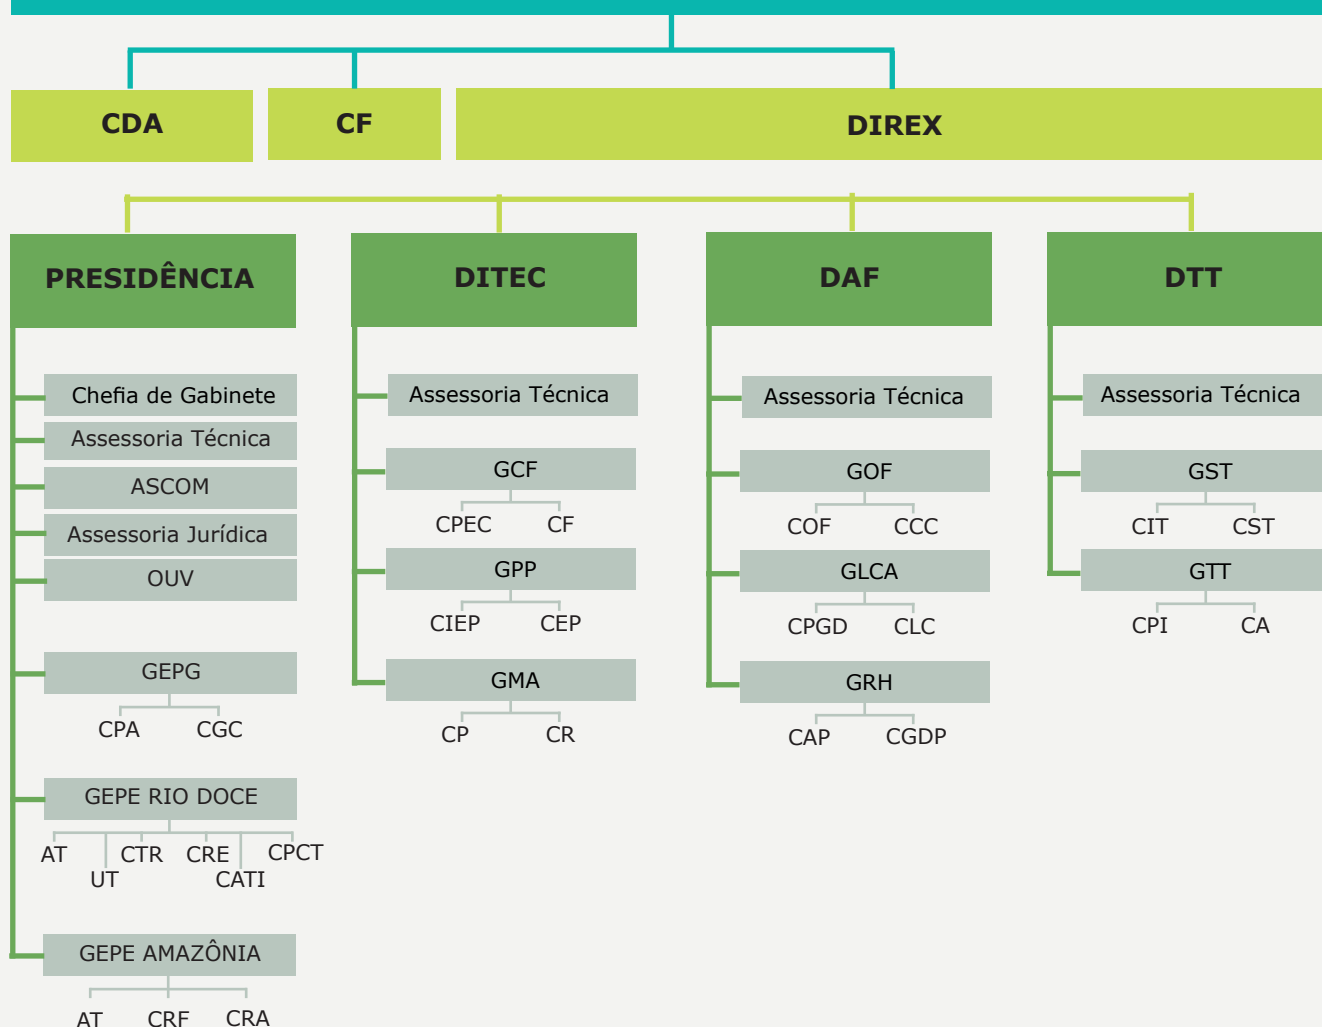 CDA
CF
DIREX
PRESIDÊNCIA
Chefia de Gabinete
Assessoria Técnica
ASCOM
Assessoria Jurídica
OUV
GEPG
CPA
CGC
GEPE RIO DOCE
AT
UT
CTR
CRE
CATI
CPCT
GEPE AMAZÔNIA
AT
CRF
CRA
DITEC
Assessoria Técnica
GCF
CPEC
CF
GPP
CIEP
CEP
GMA
CP
CR
DAF
Assessoria Técnica
GOF
COF
CCC
GLCA
CPGD
CLC
GRH
CAP
CGDP
DTT
Assessoria Técnica
GST
CIT
CST
GTT
CPI
CA